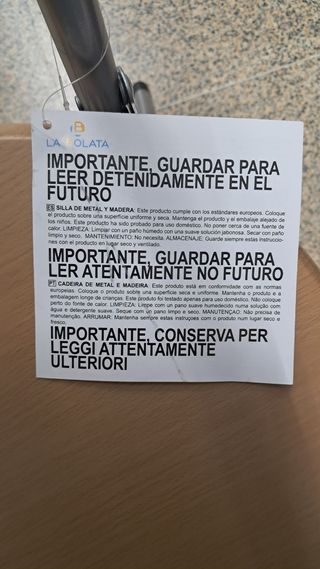 LA BOLATA
IMPORTANTE, GUARDAR PARA
LEER DETENIDAMENTE EN EL
FUTURO
ES SILLA DE METAL Y MADERA: Este producto cumple con los estándares europeos. Coloque
el producto sobre una superficie uniforme y seca. Mantenga el producto y el embalaje alejado de
los niños. Este producto ha sido probado para uso doméstico. No poner cerca de una fuente de
calor. LIMPIEZA: Limpiar con un paño húmedo con una suave solución jabonosa. Secar con paño
limpio y seco. MANTENIMIENTO: No necesita. ALMACENAJE: Guarde siempre estas instruccio-
nes con el producto en lugar seco y ventilado.
IMPORTANTE, GUARDAR PARA
LER ATENTAMENTE NO FUTURO
PT CADEIRA DE METAL E MADEIRA: Este produto está em conformidade com as normas
europeias. Coloque o produto sobre uma superfície seca e uniforme. Mantenha o produto e a
embalagem longe de crianças. Este produto foi testado apenas para uso doméstico. Não coloque
perto do fonte de calor. LIMPEZA: Limpe com un pano suave humedecido numa solução com
água e detergente suave. Seque com un pano limpo e seco. MANUTENÇAO: Não precisa de
manutenção. ARRUMAR: Mantenha sempre estas instruçoes com o produto num lugar seco e
fresco.
IMPORTANTE, CONSERVA PER
LEGGI ATTENTAMENTE
ULTERIORI